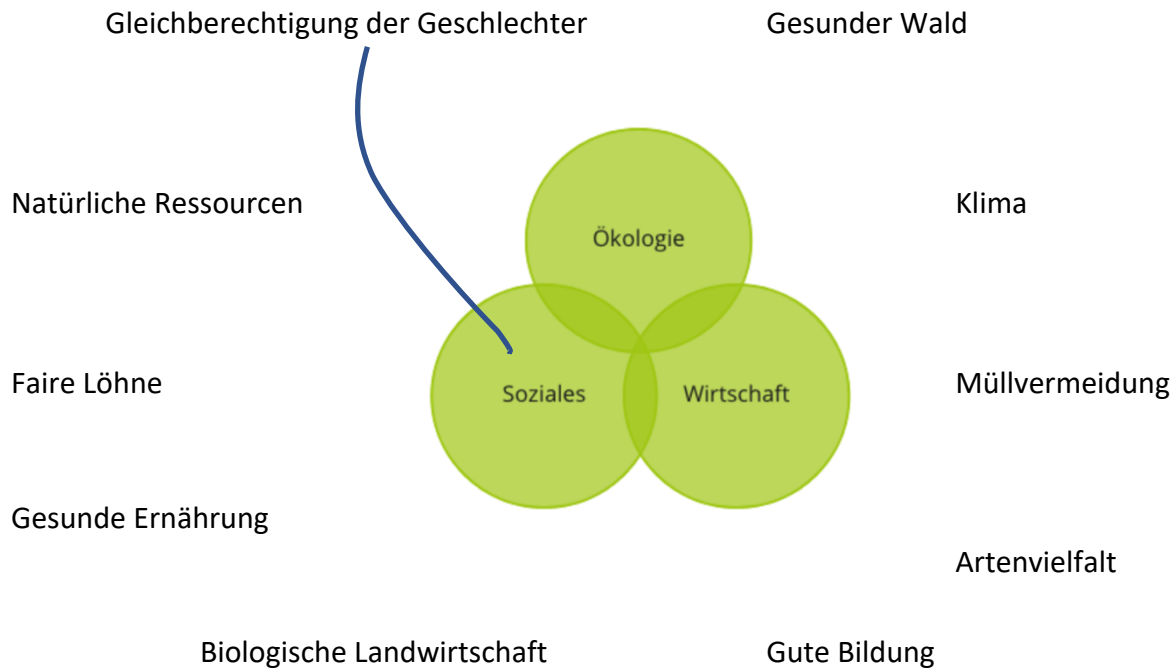 Gleichberechtigung der Geschlechter
Gesunder Wald
Natürliche Ressourcen
Klima
Ökologie
Faire Löhne
Soziales
Wirtschaft
Müllvermeidung
Gesunde Ernährung
Artenvielfalt
Biologische Landwirtschaft
Gute Bildung